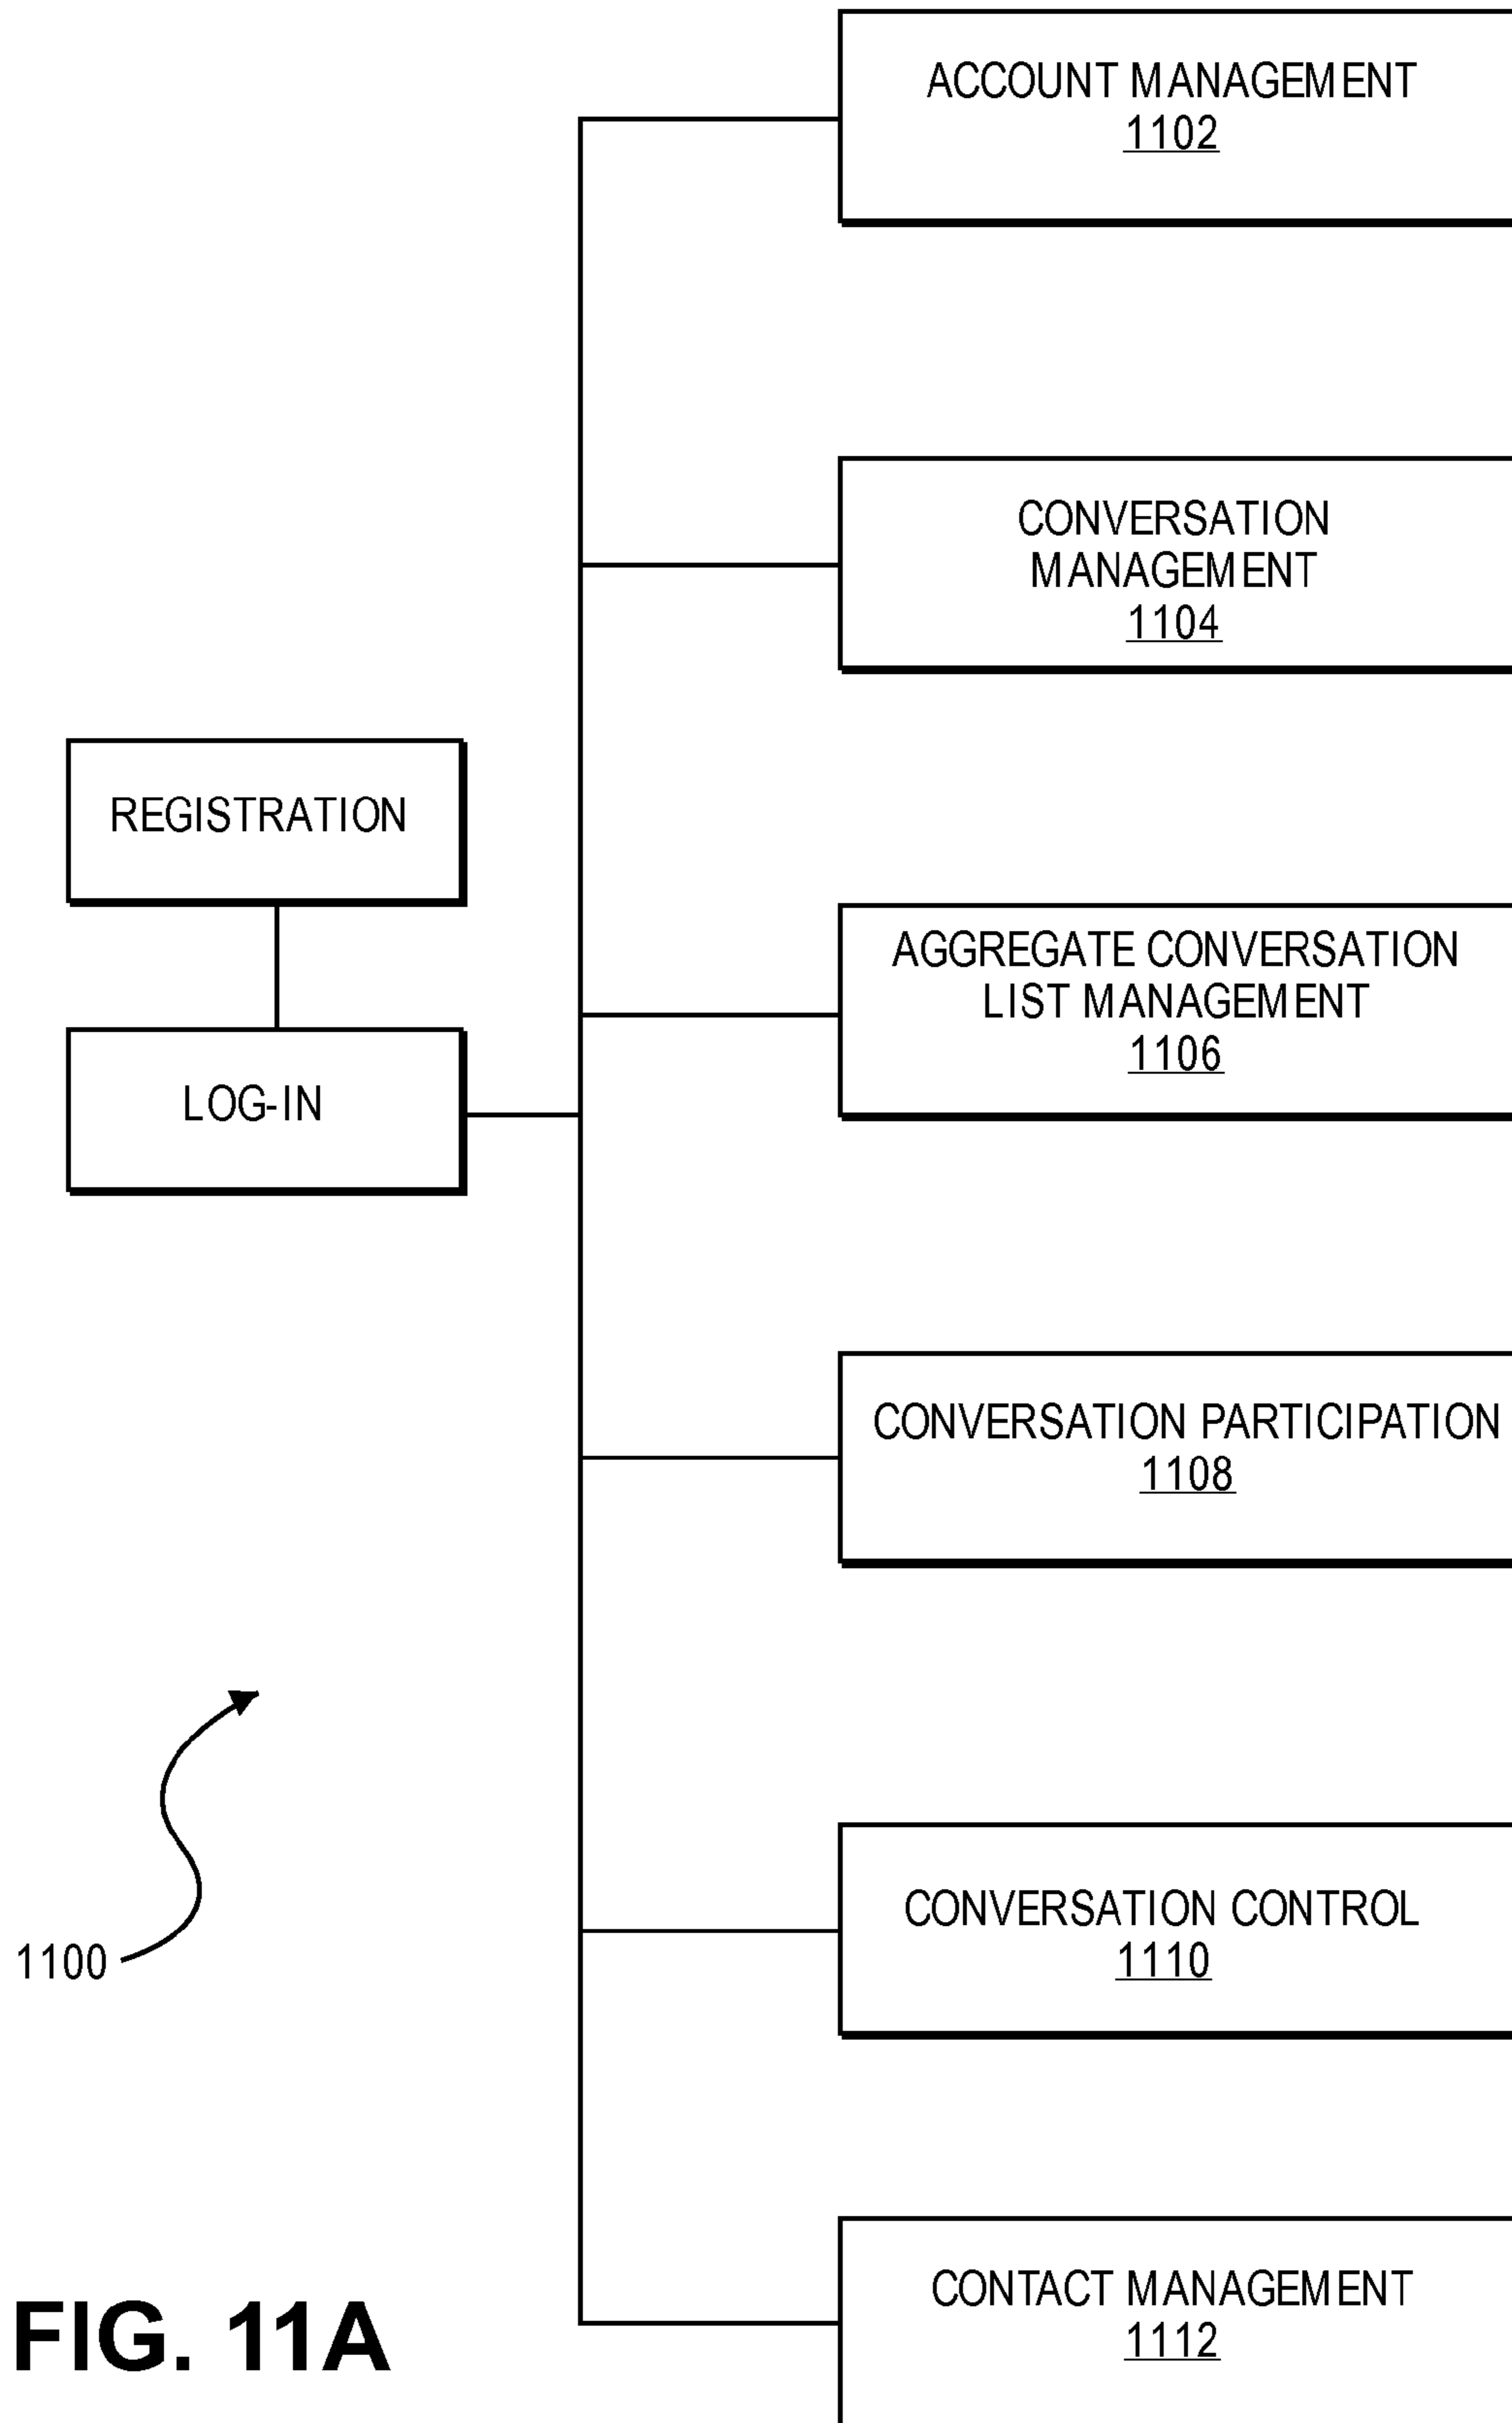 ACCOUNT MANAGEMENT
1102
CONVERSATION
MANAGEMENT
1104
REGISTRATION
AGGREGATE CONVERSATION
LIST MANAGEMENT
1106
LOG-IN
CONVERSATION PARTICIPATION
1108
CONVERSATION CONTROL
1110
1100
CONTACT MANAGEMENT
1112
FIG. 11A